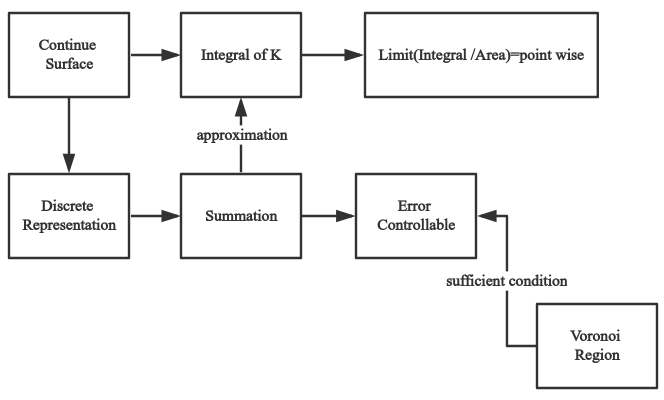 Continue
Surface
Integral of K
Limit(Integral /Area)=point wise
approximation
Discrete
Representation
Summation
Error
Controllable
sufficient condition
Voronoi
Region